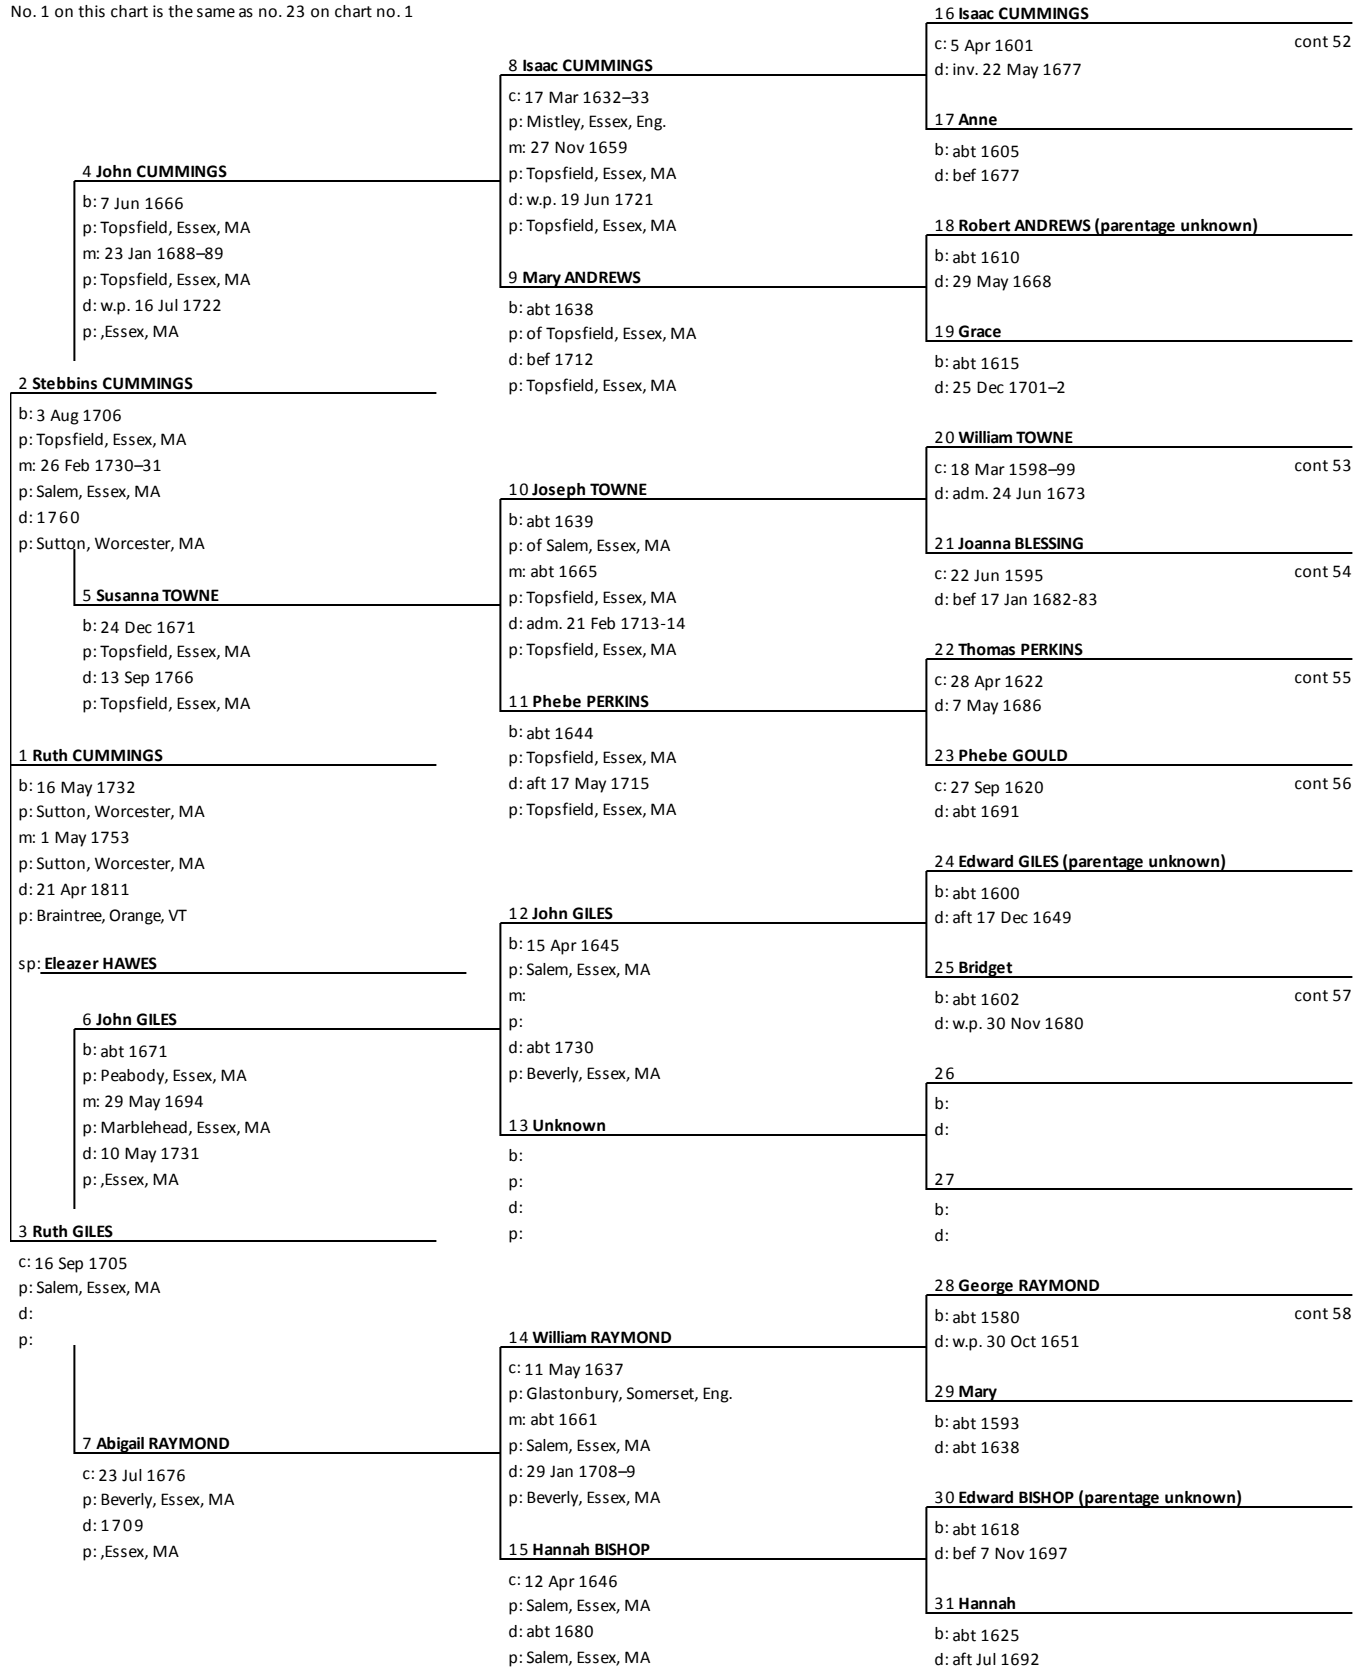 No. 1 on this chart is the same as no. 23 on chart no. 1
16 Isaac CUMMINGS
c: 5 Apr 1601 cont 52
d: inv. 22 May 1677
8 Isaac CUMMINGS
c: 17 Mar 1632–33
p: Mistley, Essex, Eng.
m: 27 Nov 1659
p: Topsfield, Essex, MA
d: w.p. 19 Jun 1721
p: Topsfield, Essex, MA
17 Anne
b: abt 1605
d: bef 1677
4 John CUMMINGS
b: 7 Jun 1666
p: Topsfield, Essex, MA
m: 23 Jan 1688–89
p: Topsfield, Essex, MA
d: w.p. 16 Jul 1722
p: ,Essex, MA
18 Robert ANDREWS (parentage unknown)
b: abt 1610
d: 29 May 1668
9 Mary ANDREWS
b: abt 1638
p: of Topsfield, Essex, MA
d: bef 1712
p: Topsfield, Essex, MA
19 Grace
b: abt 1615
d: 25 Dec 1701–2
2 Stebbins CUMMINGS
b: 3 Aug 1706
p: Topsfield, Essex, MA
m: 26 Feb 1730–31
p: Salem, Essex, MA
d: 1760
p: Sutton, Worcester, MA
20 William TOWNE
c: 18 Mar 1598–99 cont 53
d: adm. 24 Jun 1673
10 Joseph TOWNE
b: abt 1639
p: of Salem, Essex, MA
m: abt 1665
p: Topsfield, Essex, MA
d: adm. 21 Feb 1713-14
p: Topsfield, Essex, MA
21 Joanna BLESSING
c: 22 Jun 1595 cont 54
d: bef 17 Jan 1682-83
5 Susanna TOWNE
b: 24 Dec 1671
p: Topsfield, Essex, MA
d: 13 Sep 1766
p: Topsfield, Essex, MA
22 Thomas PERKINS
c: 28 Apr 1622 cont 55
d: 7 May 1686
11 Phebe PERKINS
b: abt 1644
p: Topsfield, Essex, MA
d: aft 17 May 1715
p: Topsfield, Essex, MA
23 Phebe GOULD
c: 27 Sep 1620 cont 56
d: abt 1691
1 Ruth CUMMINGS
b: 16 May 1732
p: Sutton, Worcester, MA
m: 1 May 1753
p: Sutton, Worcester, MA
d: 21 Apr 1811
p: Braintree, Orange, VT
sp: Eleazer HAWES
24 Edward GILES (parentage unknown)
b: abt 1600
d: aft 17 Dec 1649
12 John GILES
b: 15 Apr 1645
p: Salem, Essex, MA
m:
p:
d: abt 1730
p: Beverly, Essex, MA
25 Bridget
b: abt 1602 cont 57
d: w.p. 30 Nov 1680
6 John GILES
b: abt 1671
p: Peabody, Essex, MA
m: 29 May 1694
p: Marblehead, Essex, MA
d: 10 May 1731
p: ,Essex, MA
26
b:
d:
13 Unknown
b:
p:
d:
p:
27
b:
d:
3 Ruth GILES
c: 16 Sep 1705
p: Salem, Essex, MA
d:
p:
28 George RAYMOND
b: abt 1580 cont 58
d: w.p. 30 Oct 1651
14 William RAYMOND
c: 11 May 1637
p: Glastonbury, Somerset, Eng.
m: abt 1661
p: Salem, Essex, MA
d: 29 Jan 1708–9
p: Beverly, Essex, MA
29 Mary
b: abt 1593
d: abt 1638
7 Abigail RAYMOND
c: 23 Jul 1676
p: Beverly, Essex, MA
d: 1709
p: ,Essex, MA
30 Edward BISHOP (parentage unknown)
b: abt 1618
d: bef 7 Nov 1697
15 Hannah BISHOP
c: 12 Apr 1646
p: Salem, Essex, MA
d: abt 1680
p: Salem, Essex, MA
31 Hannah
b: abt 1625
d: aft Jul 1692